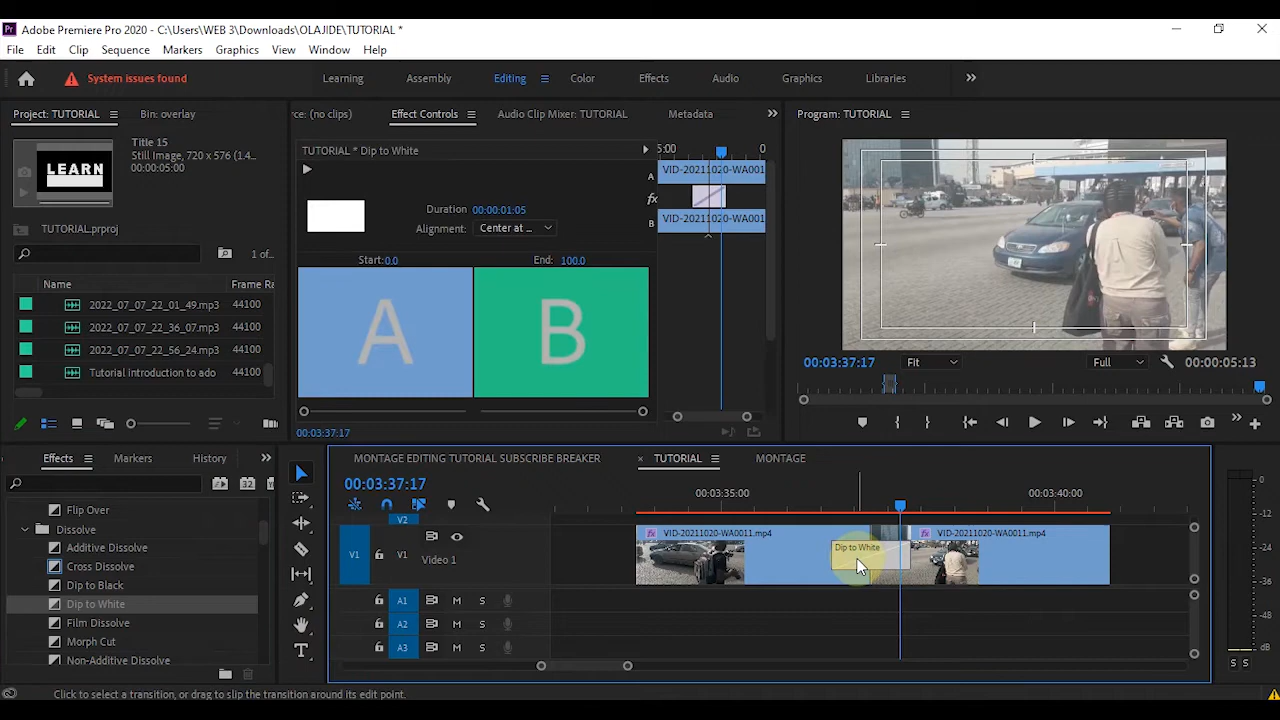 Pr Adobe Premiere Pro 2020 - C:\Users\WEB 3\Downloads\OLAJIDE\TUTORIAL *
File Edit Clip Sequence Markers Graphics View Window Help
System issues found
Learning Assembly Editing Color Effects Audio Graphics Libraries
Project: TUTORIAL Bin: overlay
rce: (no clips) Effect Controls Audio Clip Mixer: TUTORIAL Metadata
Program: TUTORIAL
Title 15
Still Image, 720 x 576 (1.4...
00:00:05:00
LEARN
TUTORIAL.prproj
1 of...
Name Frame Ra
2022_07_07_22_01_49.mp3 44100
2022_07_07_22_36_07.mp3 44100
2022_07_07_22_56_24.mp3 44100
Tutorial introduction to ado 44100
TUTORIAL * Dip to White
5:00 0
A VID-20211020-WA001
fx
B VID-20211020-WA001
Duration 00:00:01:05
Alignment: Center at ...
Start: 0.0 End: 100.0
A B
00:03:37:17
00:03:37:17 Fit Full 00:00:05:13
Effects Markers History
Flip Over
Dissolve
Additive Dissolve
Cross Dissolve
Dip to Black
Dip to White
Film Dissolve
Morph Cut
Non-Additive Dissolve
MONTAGE EDITING TUTORIAL SUBSCRIBE BREAKER × TUTORIAL MONTAGE
00:03:37:17
00:03:35:00 00:03:40:00
V2
V1 V1 Video 1
fx VID-20211020-WA0011.mp4 fx VID-20211020-WA0011.mp4
Dip to White
A1 M S
A2 M S
A3 M S
0
-12
-24
-36
-48
dB
S S
Click to select a transition, or drag to slip the transition around its edit point.